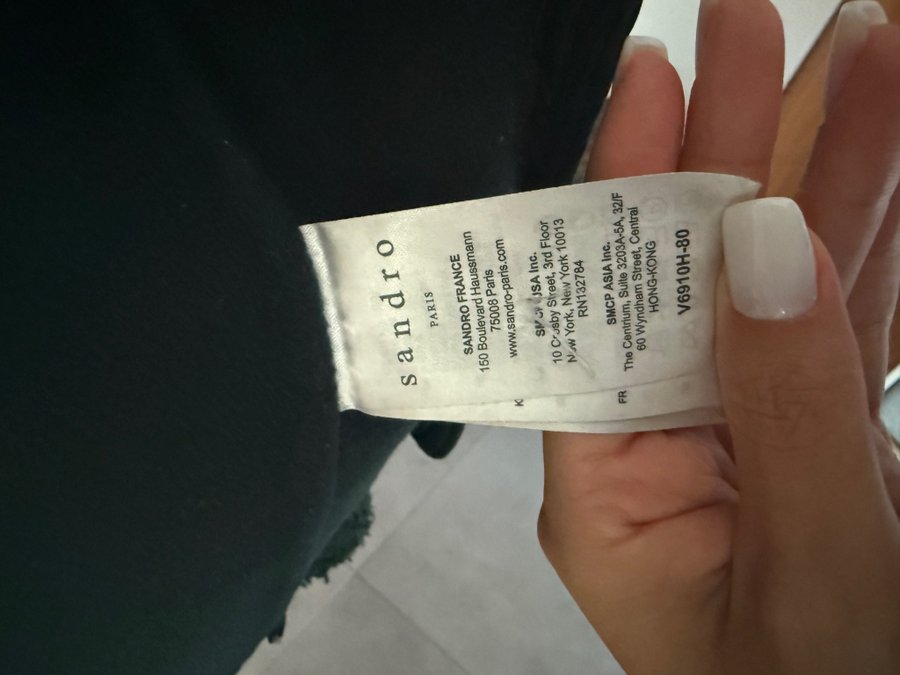 sandro
PARIS
SANDRO FRANCE
150 Boulevard Haussmann
75008 Paris
www.sandro-paris.com
USA Inc.
10 Crosby Street, 3rd Floor
New York, New York 10013
RN132784
SMCP ASIA Inc.
The Centrium, Suite 3203A-5A, 32/F
60 Wyndham Street, Central
HONG-KONG
V6910H-80
K
FR